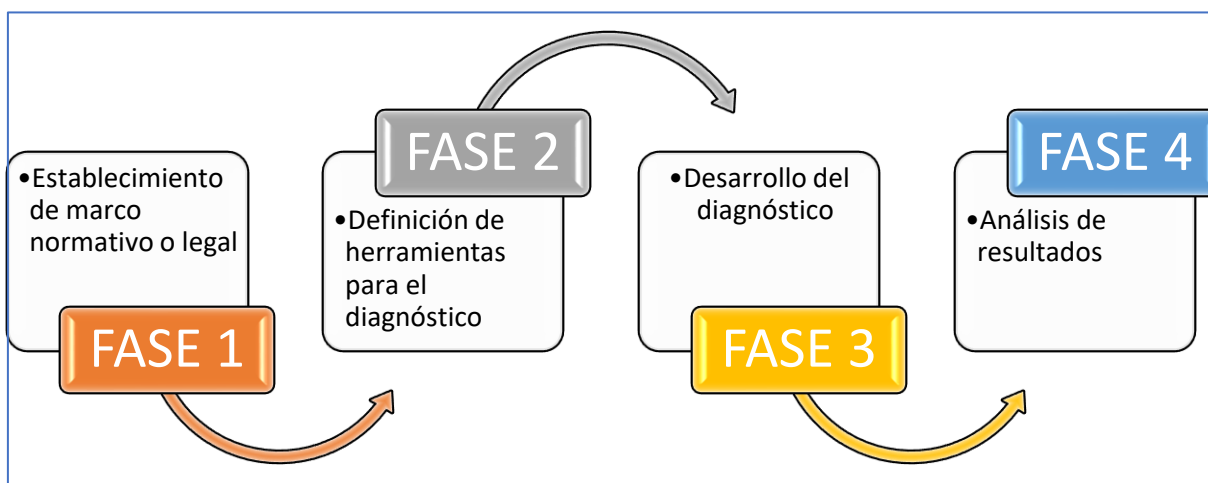 •Establecimiento
de marco
normativo o legal
FASE 1
FASE 2
•Definición de
herramientas
para el
diagnóstico
•Desarrollo del
diagnóstico
FASE 3
FASE 4
•Análisis de
resultados